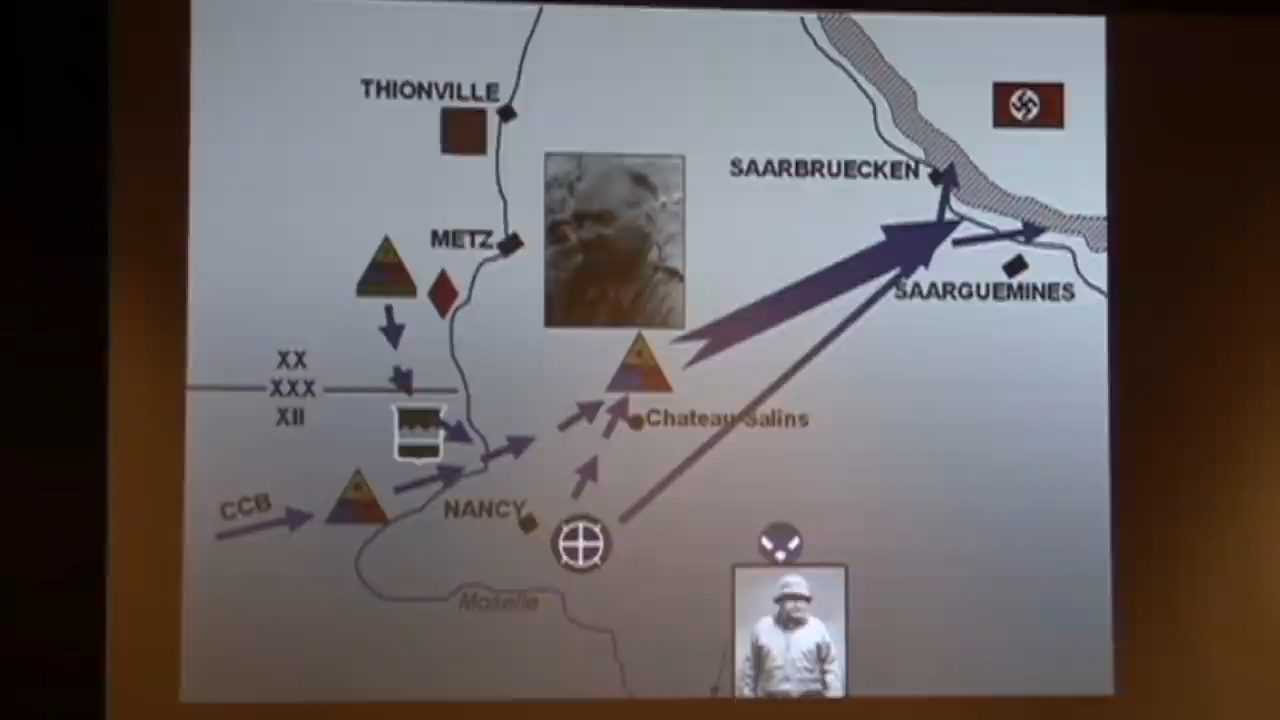 THIONVILLE
SAARBRUECKEN
METZ
SAARGUEMINES
XX
XXX
XII
Chateau-Salins
CCB
NANCY
Moselle